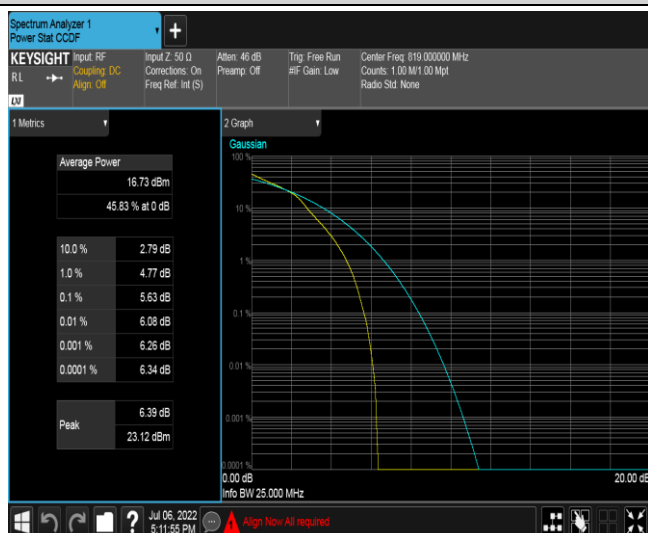 Spectrum Analyzer 1
Power Stat CCDF
+
KEYSIGHT
R L
LXI
Input: RF
Coupling: DC
Align: Off
Input Z: 50 Ω
Corrections: On
Freq Ref: Int (S)
Atten: 46 dB
Preamp: Off
Trig: Free Run
#IF Gain: Low
Center Freq: 819.000000 MHz
Counts: 1.00 M/1.00 Mpt
Radio Std: None
1 Metrics
Average Power
16.73 dBm
45.83 % at 0 dB
10.0 % 2.79 dB
1.0 % 4.77 dB
0.1 % 5.63 dB
0.01 % 6.08 dB
0.001 % 6.26 dB
0.0001 % 6.34 dB
Peak
6.39 dB
23.12 dBm
2 Graph
Gaussian
100 %
10 %
1 %
0.1 %
0.01 %
0.001 %
0.0001 %
0.00 dB
20.00 dB
Info BW 25.000 MHz
?
Jul 06, 2022
5:11:55 PM
Align Now All required